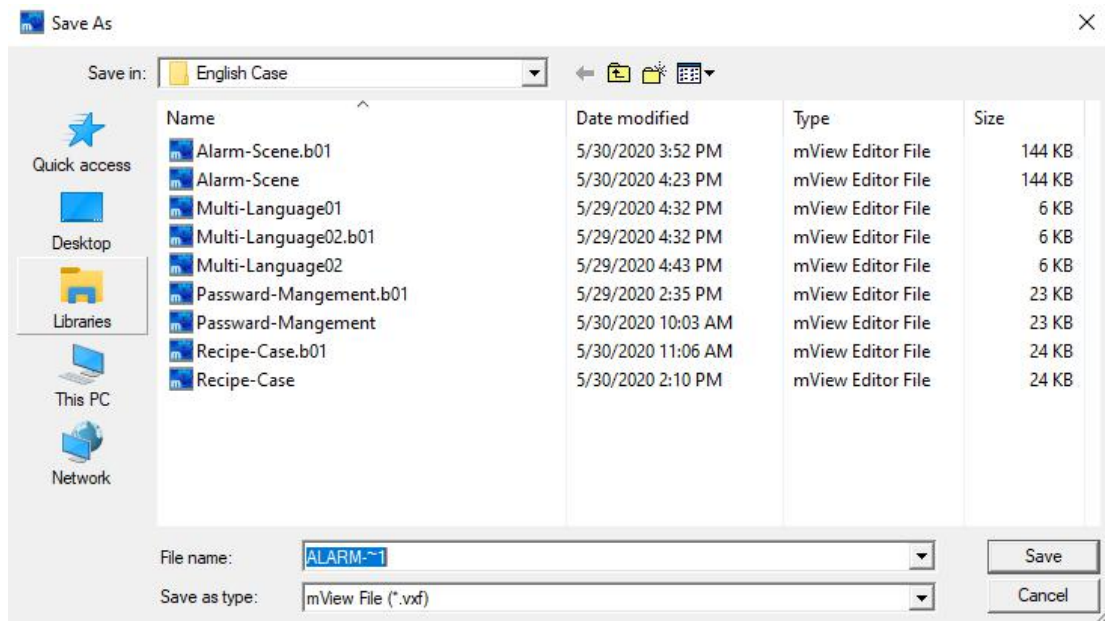 Save As
Save in: English Case
Name Date modified Type Size
Quick access
Alarm-Scene.b01 5/30/2020 3:52 PM mView Editor File 144 KB
Alarm-Scene 5/30/2020 4:23 PM mView Editor File 144 KB
Multi-Language01 5/29/2020 4:32 PM mView Editor File 6 KB
Desktop
Multi-Language02.b01 5/29/2020 4:32 PM mView Editor File 6 KB
Multi-Language02 5/29/2020 4:43 PM mView Editor File 6 KB
Passward-Mangement.b01 5/29/2020 2:35 PM mView Editor File 23 KB
Libraries
Passward-Mangement 5/30/2020 10:03 AM mView Editor File 23 KB
Recipe-Case.b01 5/30/2020 11:06 AM mView Editor File 24 KB
Recipe-Case 5/30/2020 2:10 PM mView Editor File 24 KB
This PC
Network
File name: ALARM-~1 Save
Save as type: mView File (*.vxf) Cancel